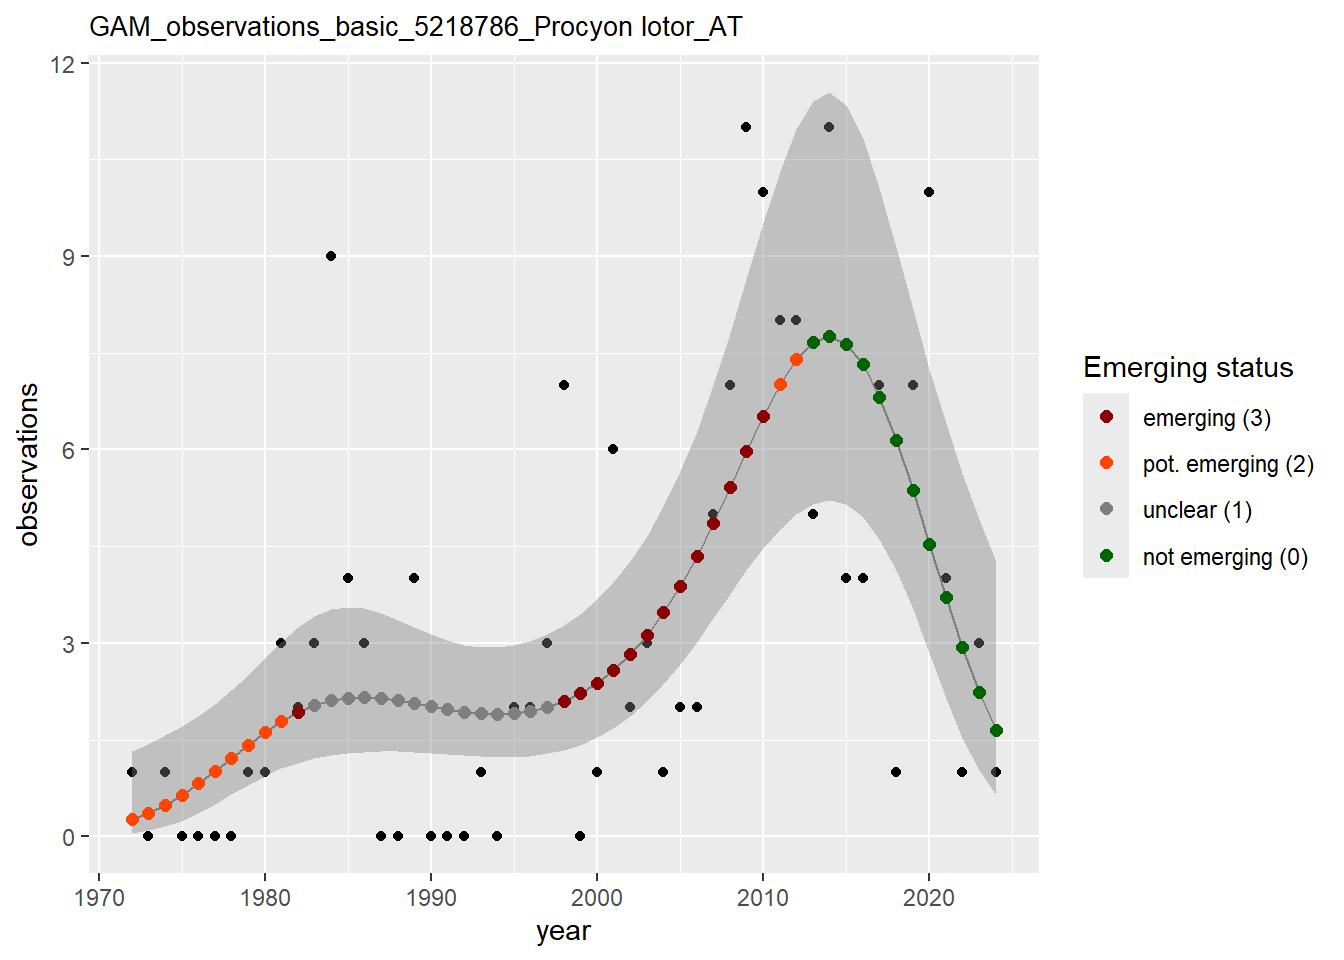 GAM_observations_basic_5218786_Procyon lotor_AT
12
9
6
3
0
observations
1970 1980 1990 2000 2010 2020
year
Emerging status
emerging (3)
pot. emerging (2)
unclear (1)
not emerging (0)